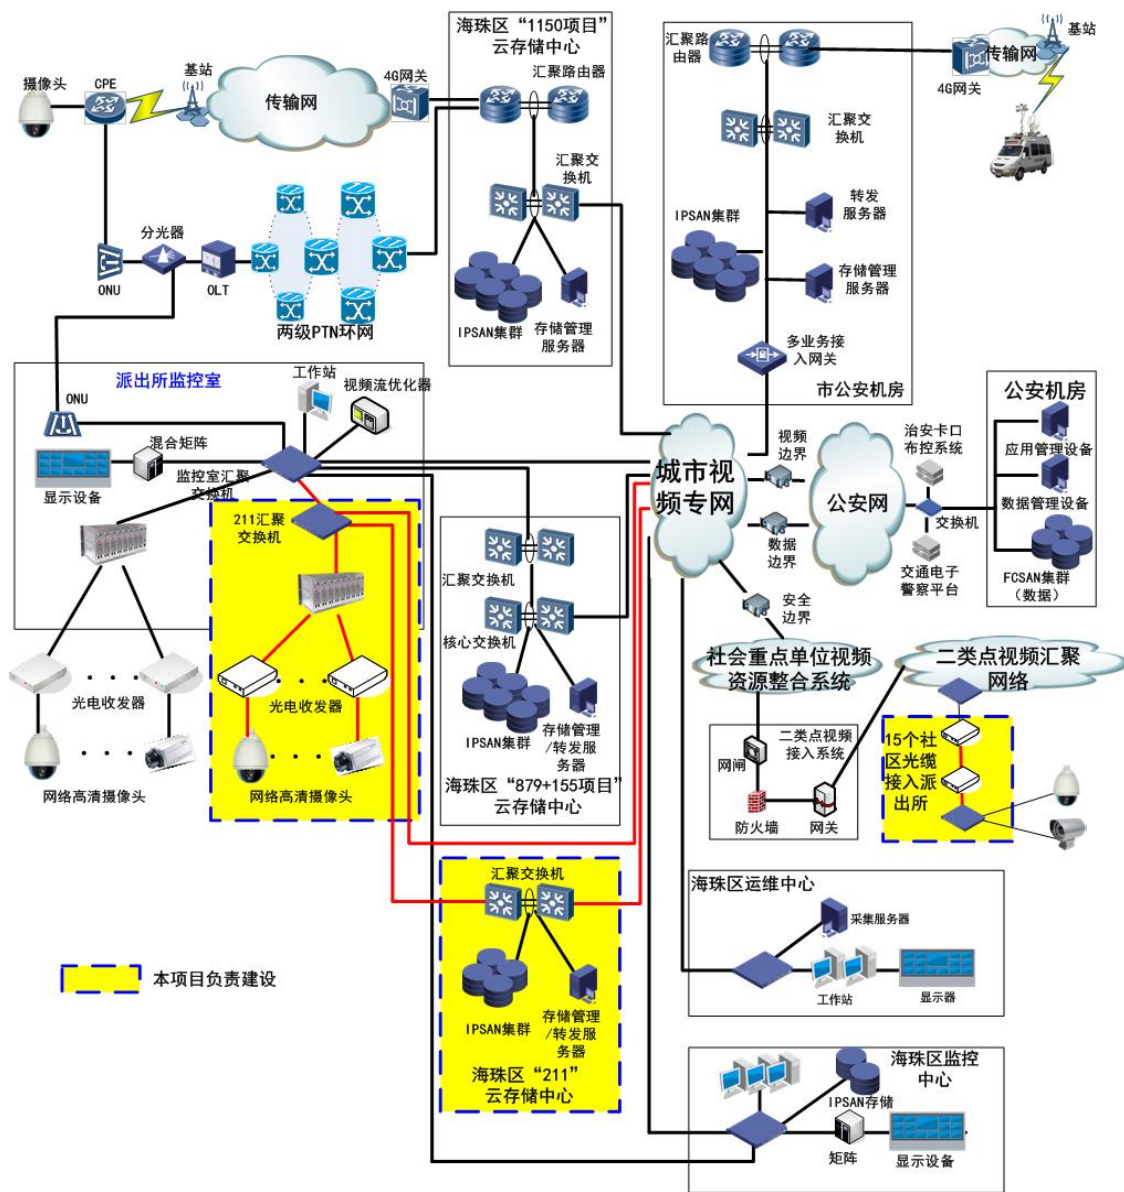 海珠区“1150项目”
云存储中心
汇聚路由器
摄像头
CPE
基站
传输网
4G网关
汇聚路
由器
4G网关
传输网
基站
汇聚交
换机
汇聚交
换机
转发
服务器
IPSAN集群
存储管理
服务器
多业务接
入网关
市公安机房
分光器
ONU
OLT
两级PTN环网
IPSAN集群
存储管理
服务器
派出所监控室
ONU
工作站
视频流优化器
混合矩阵
显示设备
监控室汇聚
交换机
211汇聚
交换机
城市视
频专网
视频
边界
数据
边界
安全
边界
公安网
治安卡口
布控系统
交换机
交通电子
警察平台
公安机房
应用管理设备
数据管理设备
FCSAN集群
(数据)
汇聚交换机
核心交换机
IPSAN集群
存储管理
/转发服
务器
海珠区“879+155项目”
云存储中心
光电收发器
网络高清摄像头
光电收发器
网络高清摄像头
社会重点单位视频
资源整合系统
二类点视频汇聚
网络
二类点视频
接入系统
网闸
防火墙
网关
15个社
区光缆
接入派
出所
汇聚交换机
IPSAN集群
存储管理
/转发服
务器
海珠区“211”
云存储中心
本项目负责建设
海珠区运维中心
采集服务器
工作站
显示器
海珠区监控
中心
IPSAN存储
矩阵
显示设备